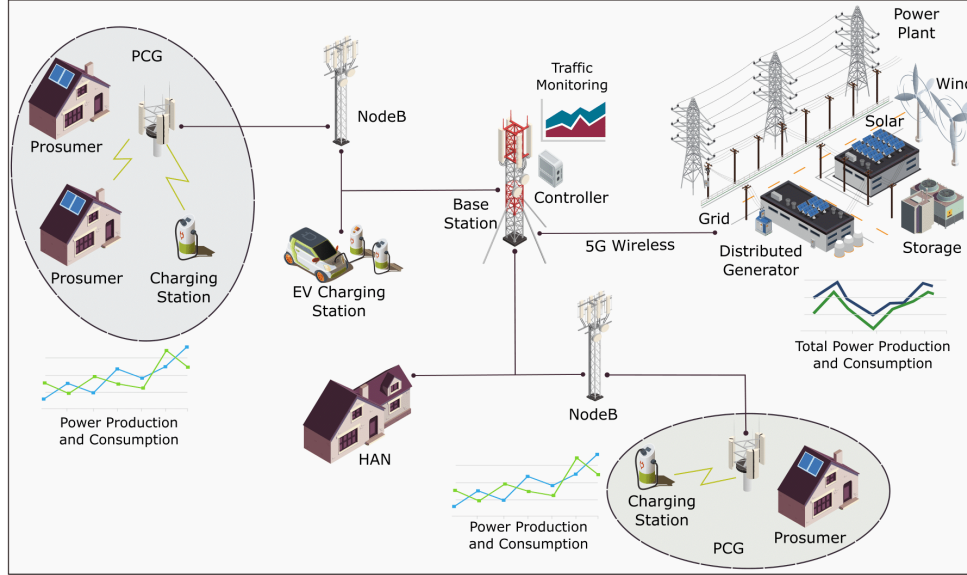 PCG
Prosumer
Prosumer
Charging
Station
NodeB
EV Charging
Station
Traffic
Monitoring
Base
Station
Controller
5G Wireless
Power
Plant
Wind
Solar
Grid
Distributed
Generator
Storage
Total Power Production
and Consumption
Power Production
and Consumption
HAN
NodeB
Power Production
and Consumption
Charging
Station
PCG
Prosumer